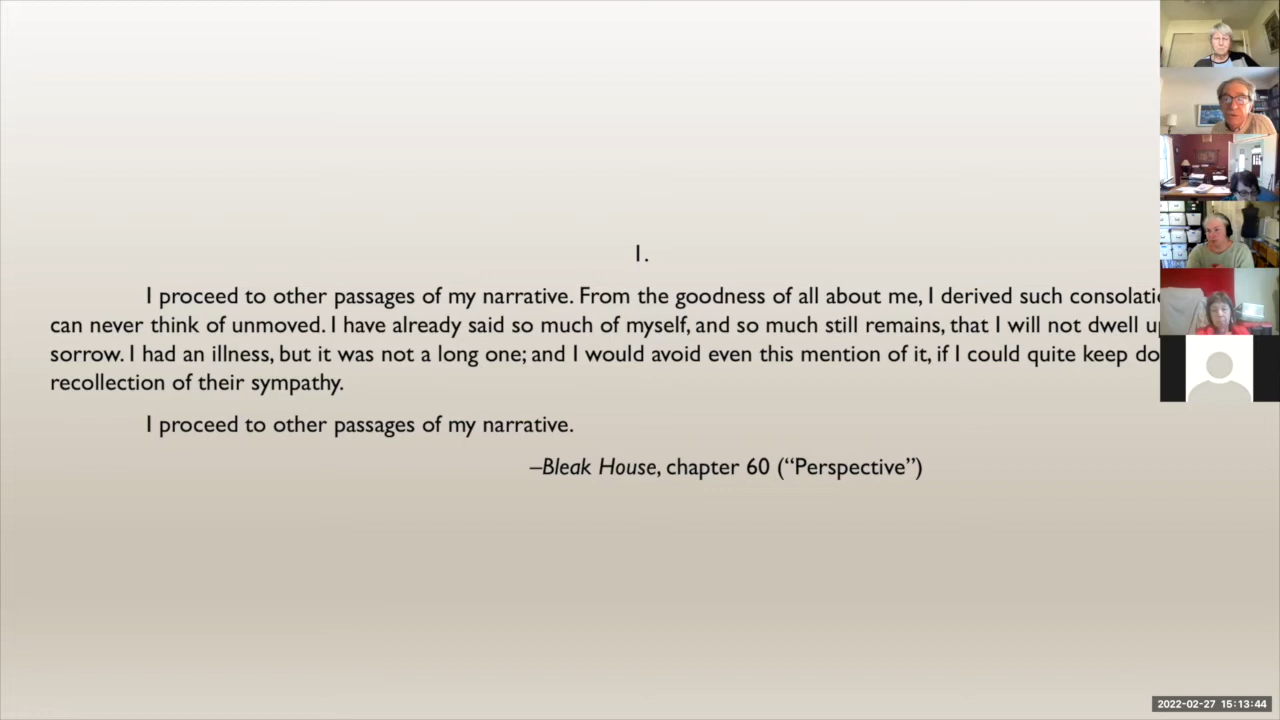 1.
I proceed to other passages of my narrative. From the goodness of all about me, I derived such
can never think of unmoved. I have already said so much of myself, and so much still remains, that I will not dwell
sorrow. I had an illness, but it was not a long one; and I would avoid even this mention of it, if I could quite keep
recollection of their sympathy.
I proceed to other passages of my narrative.
–Bleak House, chapter 60 (“Perspective”)
2022-02-27 15:13:44